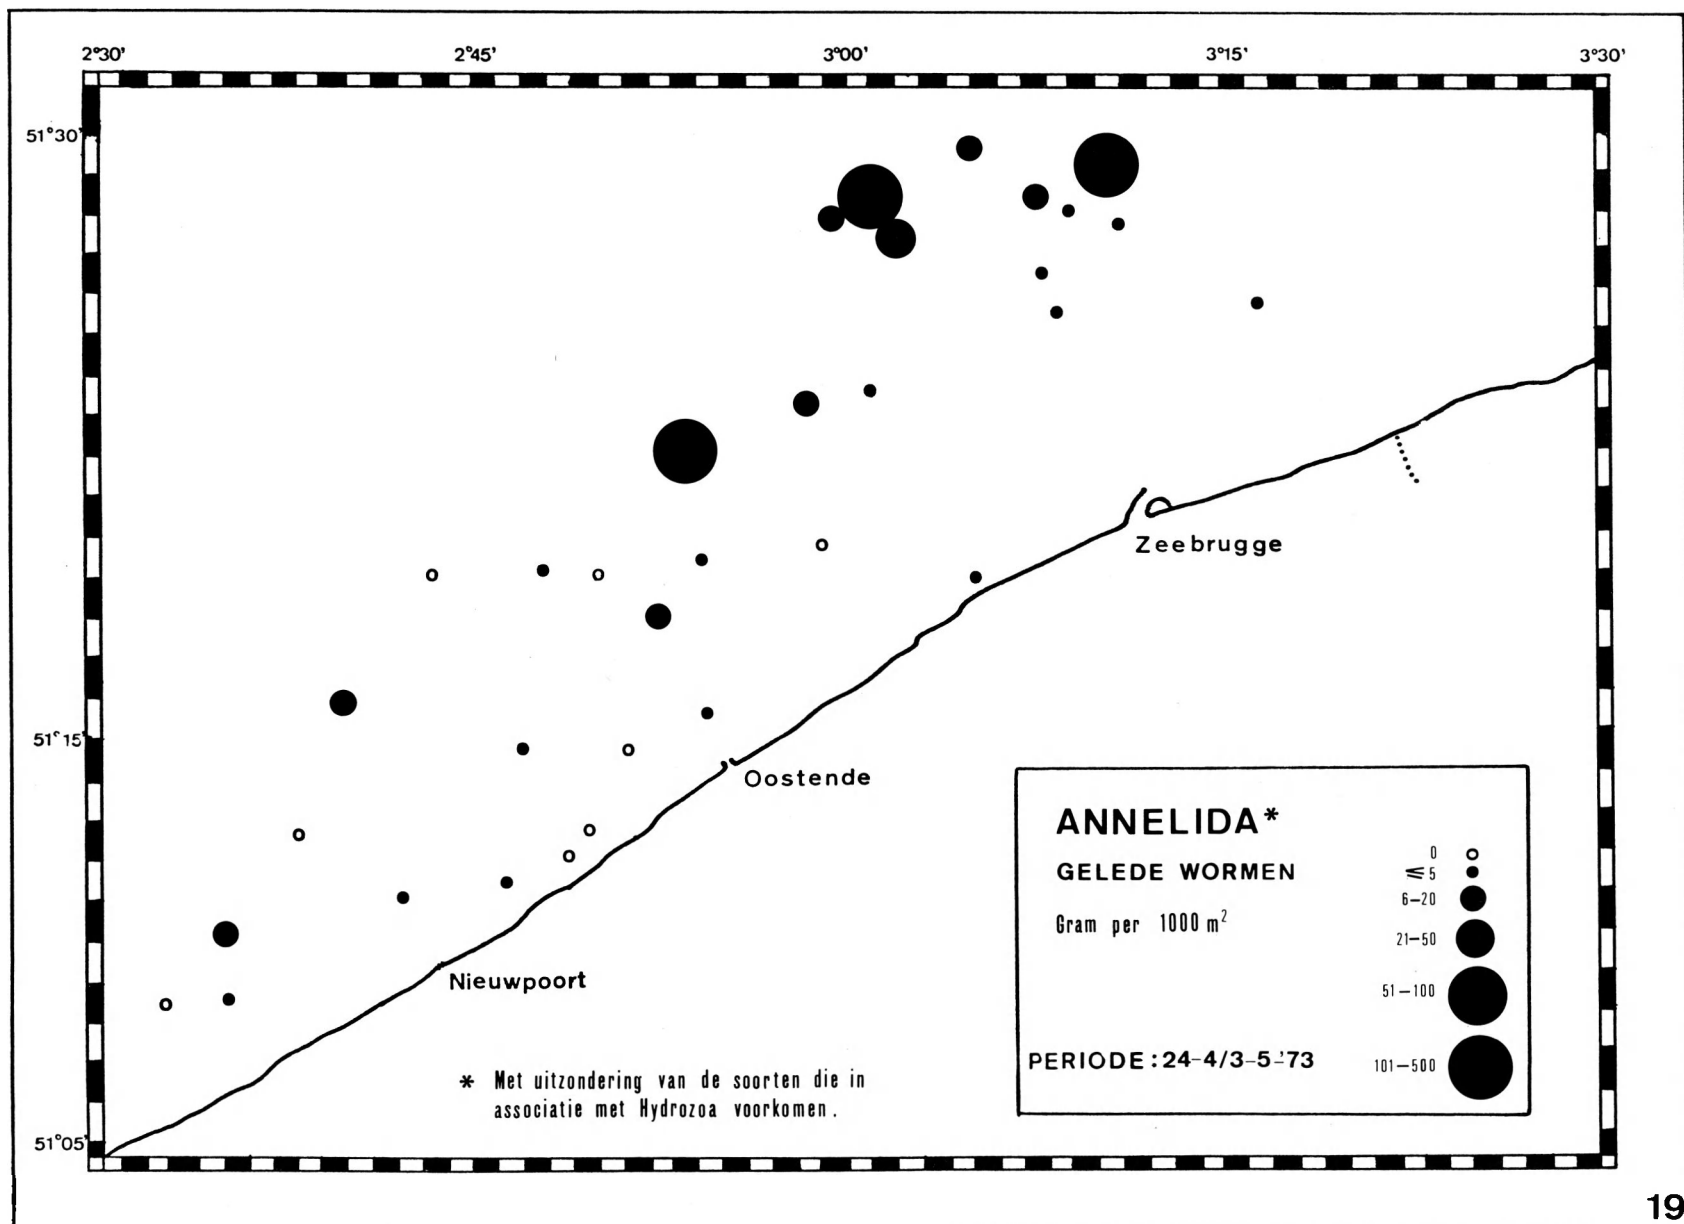 2°30' 2°45' 3°00' 3°15' 3°30'
51°30'
Zeebrugge
51°15'
Oostende
ANNELIDA*
0
GELEDE WORMEN
≤ 5
6–20
Gram per 1000 m²
21–50
Nieuwpoort
51–100
PERIODE : 24-4/3-5-'73
101–500
* Met uitzondering van de soorten die in
associatie met Hydrozoa voorkomen.
51°05'
19